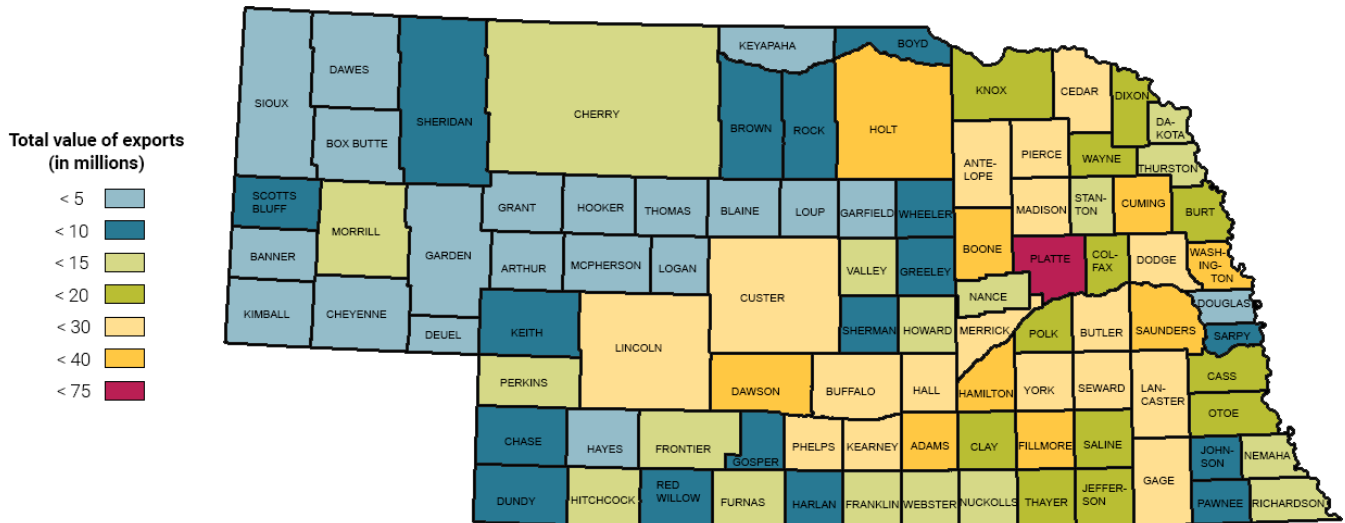 Total value of exports
(in millions)
< 5
< 10
< 15
< 20
< 30
< 40
< 75
SIOUX
DAWES
BOX BUTTE
SHERIDAN
CHERRY
KEYAPAHA
BOYD
BROWN
ROCK
HOLT
KNOX
CEDAR
DIXON
DA-
KOTA
ANTE-
LOPE
PIERCE
WAYNE
THURSTON
SCOTTS
BLUFF
MORRILL
BANNER
KIMBALL
CHEYENNE
GARDEN
DEUEL
GRANT
HOOKER
THOMAS
BLAINE
LOUP
GARFIELD
WHEELER
MADISON
STAN-
TON
CUMING
BURT
ARTHUR
MCPHERSON
LOGAN
CUSTER
VALLEY
GREELEY
BOONE
PLATTE
COL-
FAX
DODGE
WASH-
ING-
TON
NANCE
DOUGLAS
SARPY
KEITH
LINCOLN
SHERMAN
HOWARD
MERRICK
POLK
BUTLER
SAUNDERS
PERKINS
DAWSON
BUFFALO
HALL
HAMILTON
YORK
SEWARD
LAN-
CASTER
CASS
OTOE
CHASE
HAYES
FRONTIER
GOSPER
PHELPS
KEARNEY
ADAMS
CLAY
FILLMORE
SALINE
GAGE
JOHN-
SON
NEMAHA
DUNDY
HITCHCOCK
RED
WILLOW
FURNAS
HARLAN
FRANKLIN
WEBSTER
NUCKOLLS
THAYER
JEFFER-
SON
PAWNEE
RICHARDSON